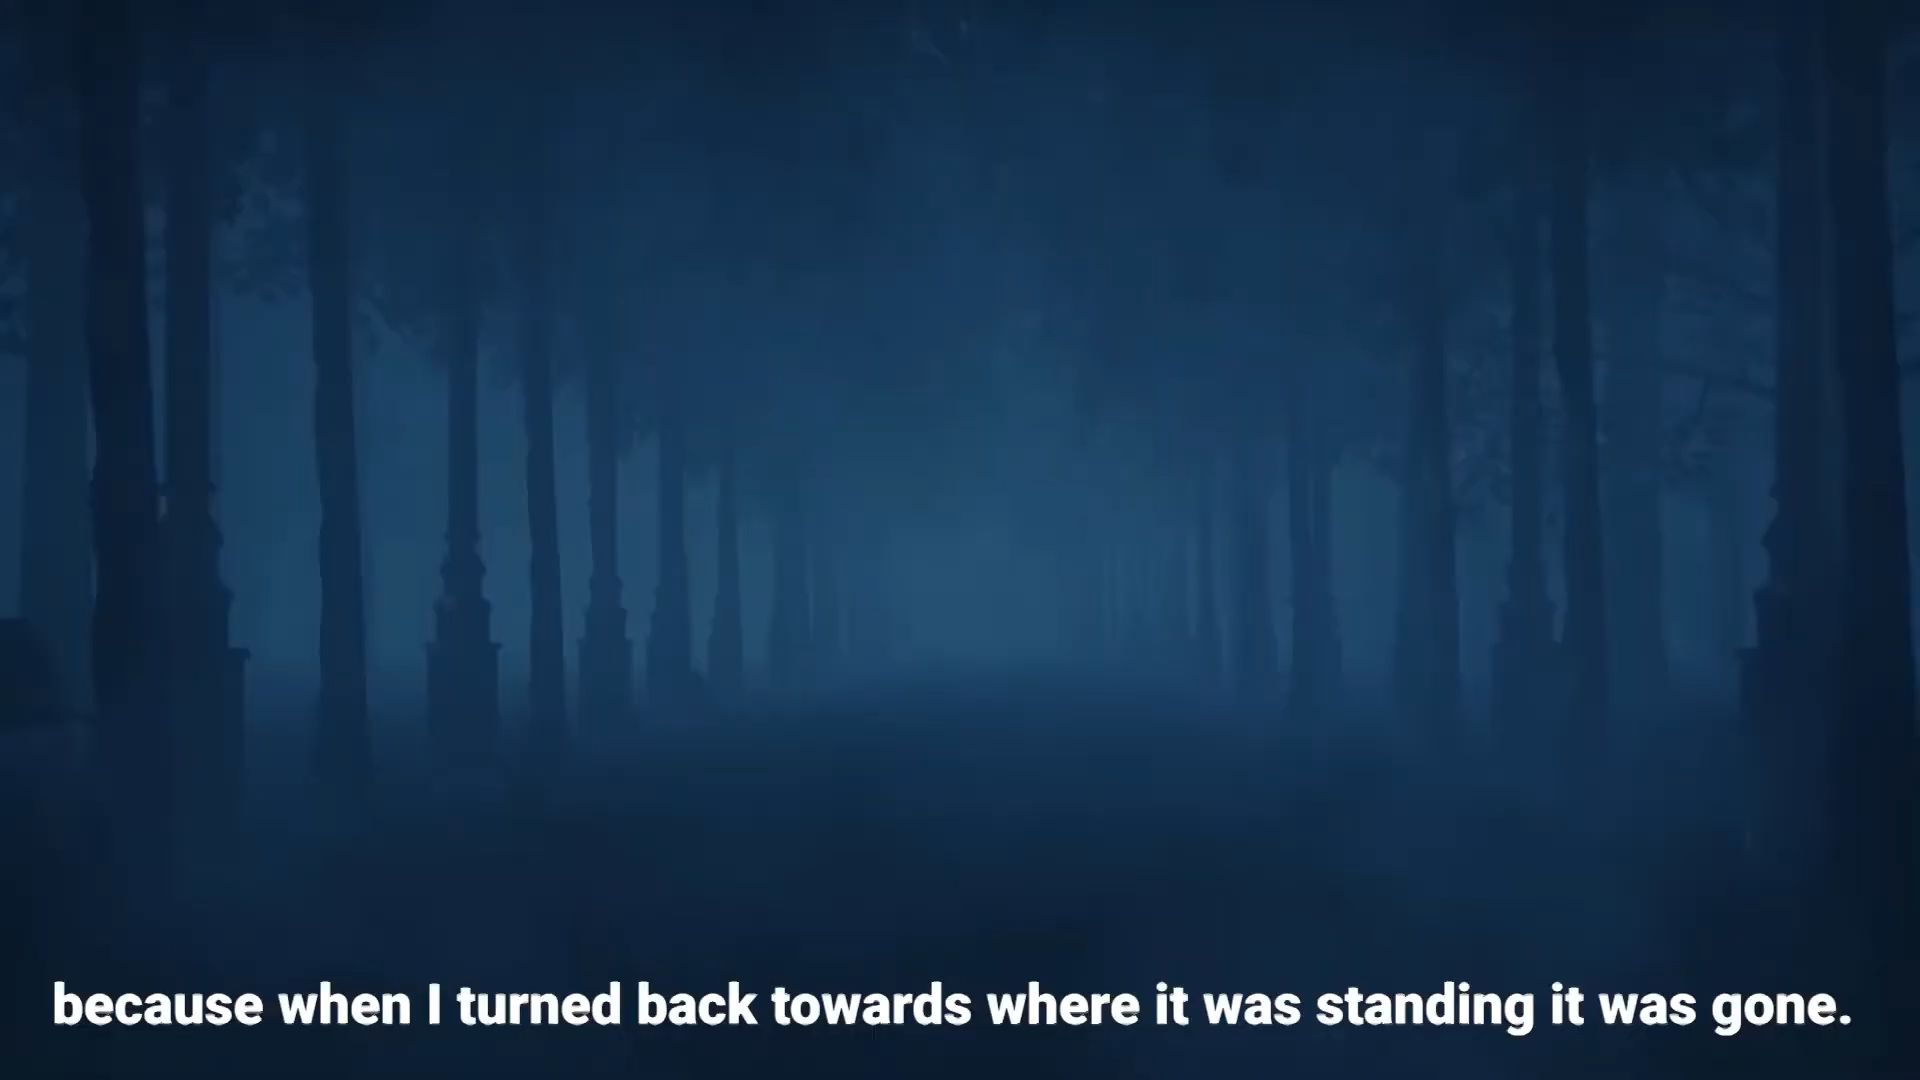 because when I turned back towards where it was standing it was gone.